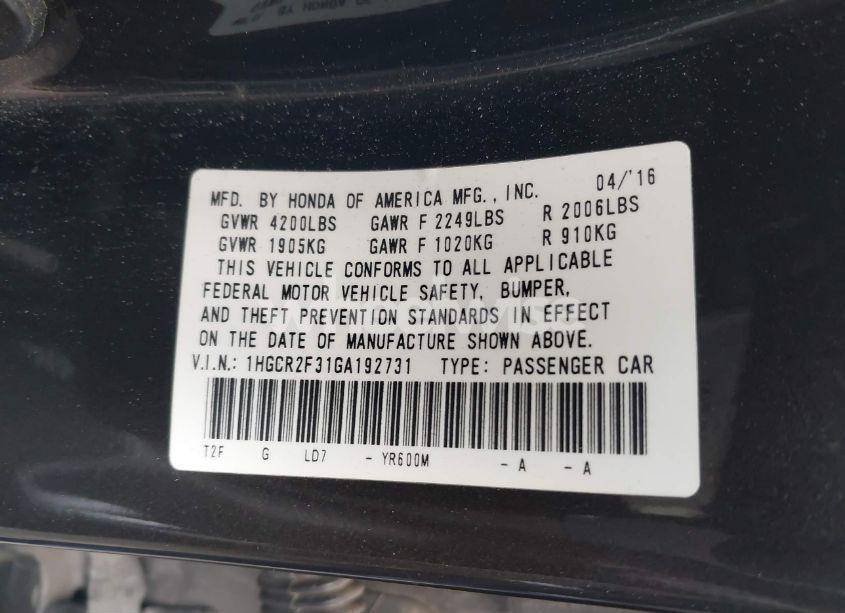 MFD. BY HONDA OF AMERICA MFG., INC. 04/'16
GVWR 4200LBS GAWR F 2249LBS R 2006LBS
GVWR 1905KG GAWR F 1020KG R 910KG
THIS VEHICLE CONFORMS TO ALL APPLICABLE
FEDERAL MOTOR VEHICLE SAFETY, BUMPER,
AND THEFT PREVENTION STANDARDS IN EFFECT
ON THE DATE OF MANUFACTURE SHOWN ABOVE.
V.I.N.: 1HGCR2F31GA192731 TYPE: PASSENGER CAR
T2F G LD7 - YR600M - A - A